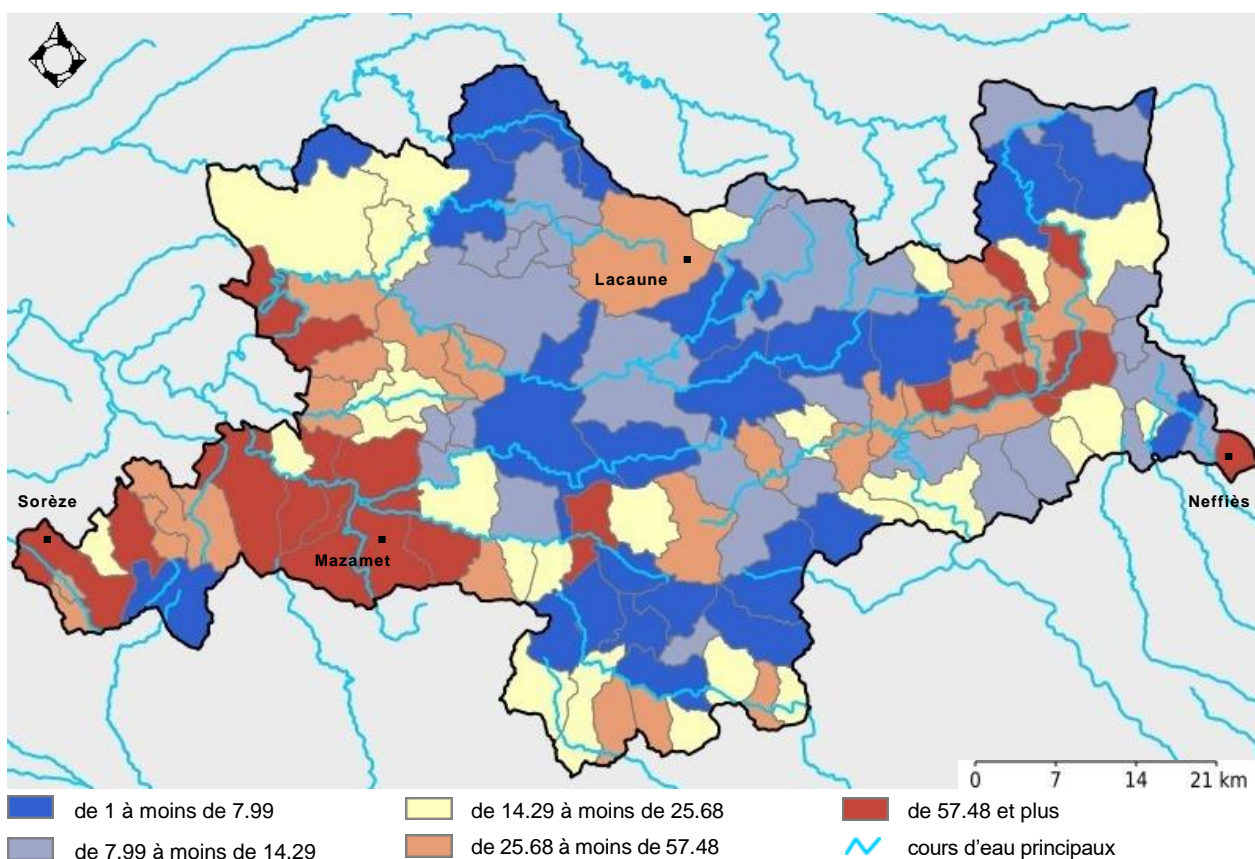 Lacaune
Sorèze
Mazamet
Neffiès
0 7 14 21 km
de 1 à moins de 7.99
de 14.29 à moins de 25.68
de 57.48 et plus
de 7.99 à moins de 14.29
de 25.68 à moins de 57.48
cours d'eau principaux